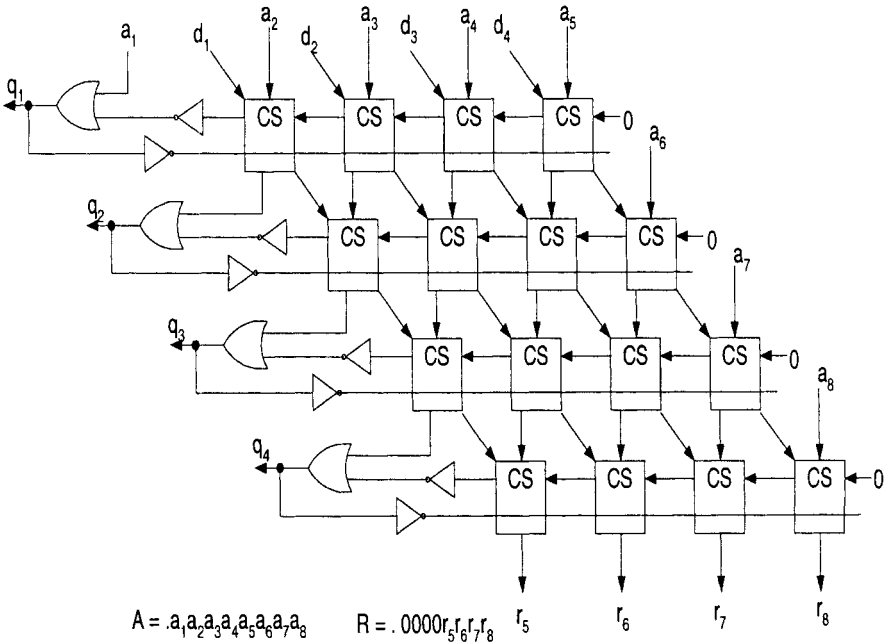 a₁ d₁ a₂ d₂ a₃ d₃ a₄ d₄ a₅
q₁ CS CS CS CS 0
a₆
q₂ CS CS CS CS 0
a₇
q₃ CS CS CS CS 0
a₈
q₄ CS CS CS CS 0
r₅ r₆ r₇ r₈
A = .a₁a₂a₃a₄a₅a₆a₇a₈ R = . 0000r₅r₆r₇r₈